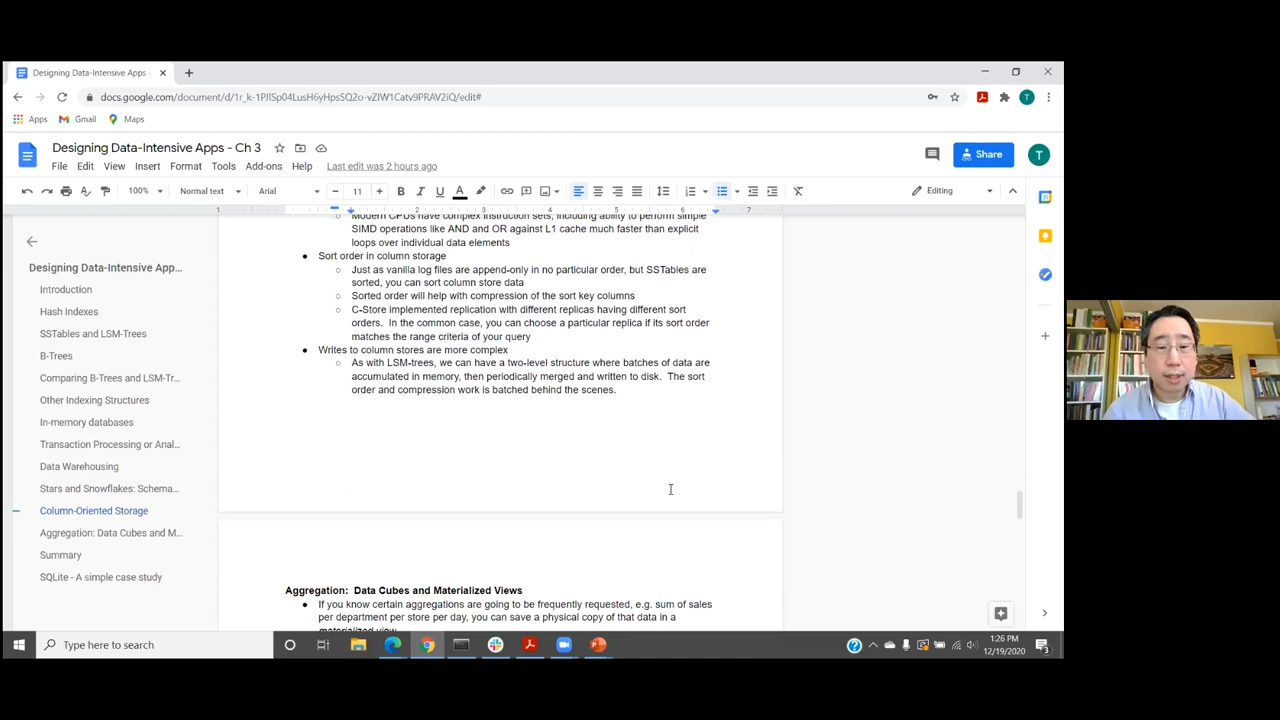 Designing Data-Intensive Apps
docs.google.com/document/d/1r_k-1PJlSp04LusH6yHpsSQ2o-vZIW1Catv9PRAV2iQ/edit#
Apps Gmail Maps
Designing Data-Intensive Apps - Ch 3
File Edit View Insert Format Tools Add-ons Help Last edit was 2 hours ago
Share
T
T
100% Normal text Arial 11 Editing
1 2 3 4 5 6 7
Designing Data-Intensive App...
Introduction
Hash Indexes
SSTables and LSM-Trees
B-Trees
Comparing B-Trees and LSM-Tr...
Other Indexing Structures
In-memory databases
Transaction Processing or Anal...
Data Warehousing
Stars and Snowflakes: Schema...
Column-Oriented Storage
Aggregation: Data Cubes and M...
Summary
SQLite - A simple case study
Modern CPUs have complex instruction sets, including ability to perform simple
SIMD operations like AND and OR against L1 cache much faster than explicit
loops over individual data elements
Sort order in column storage
Just as vanilla log files are append-only in no particular order, but SSTables are
sorted, you can sort column store data
Sorted order will help with compression of the sort key columns
C-Store implemented replication with different replicas having different sort
orders. In the common case, you can choose a particular replica if its sort order
matches the range criteria of your query
Writes to column stores are more complex
As with LSM-trees, we can have a two-level structure where batches of data are
accumulated in memory, then periodically merged and written to disk. The sort
order and compression work is batched behind the scenes.
Aggregation: Data Cubes and Materialized Views
If you know certain aggregations are going to be frequently requested, e.g. sum of sales
per department per store per day, you can save a physical copy of that data in a
materialized view
Type here to search
1:26 PM
12/19/2020
3